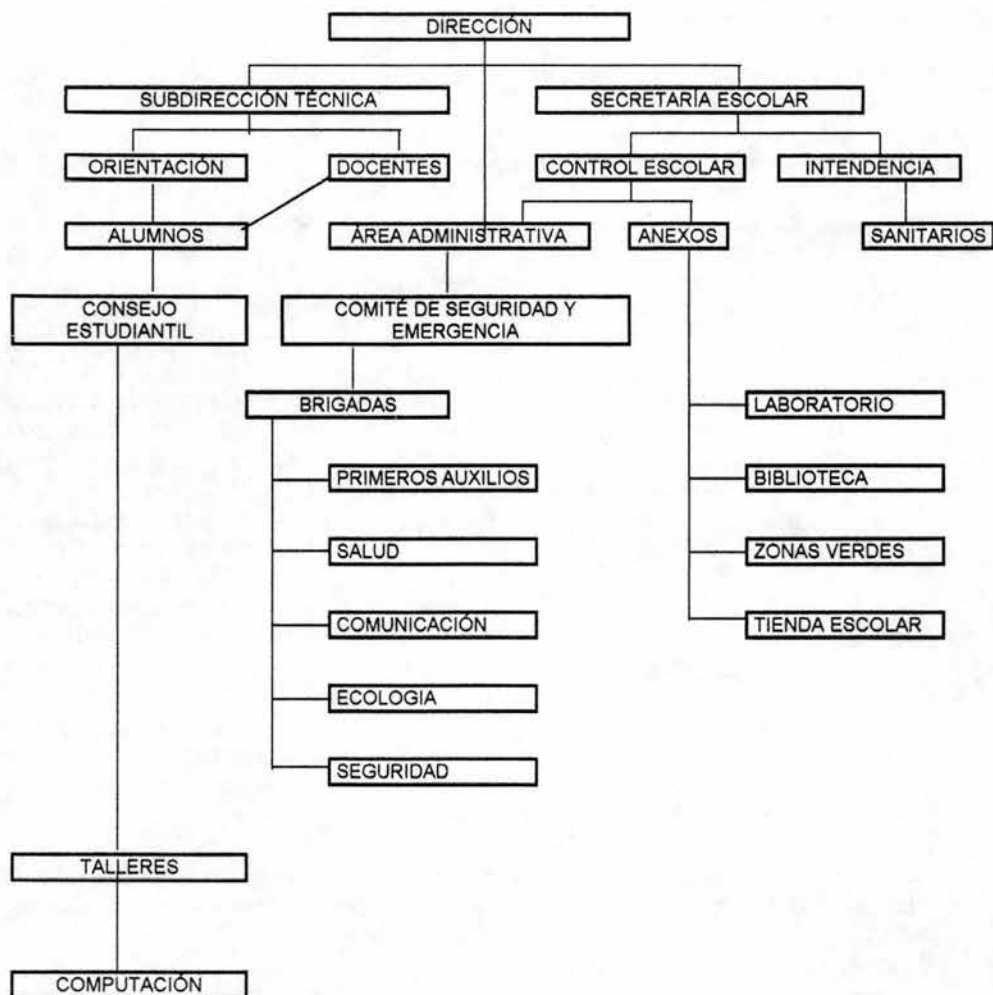 DIRECCIÓN
SUBDIRECCIÓN TÉCNICA
SECRETARÍA ESCOLAR
ORIENTACIÓN
DOCENTES
CONTROL ESCOLAR
INTENDENCIA
ALUMNOS
ÁREA ADMINISTRATIVA
ANEXOS
SANITARIOS
CONSEJO
ESTUDIANTIL
COMITÉ DE SEGURIDAD Y
EMERGENCIA
BRIGADAS
LABORATORIO
PRIMEROS AUXILIOS
BIBLIOTECA
SALUD
ZONAS VERDES
COMUNICACIÓN
TIENDA ESCOLAR
ECOLOGIA
SEGURIDAD
TALLERES
COMPUTACIÓN